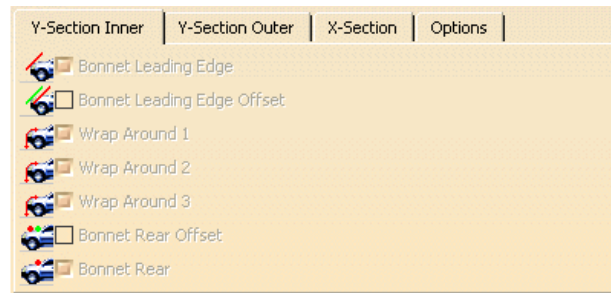 Y-Section Inner Y-Section Outer X-Section Options
Bonnet Leading Edge
Bonnet Leading Edge Offset
Wrap Around 1
Wrap Around 2
Wrap Around 3
Bonnet Rear Offset
Bonnet Rear